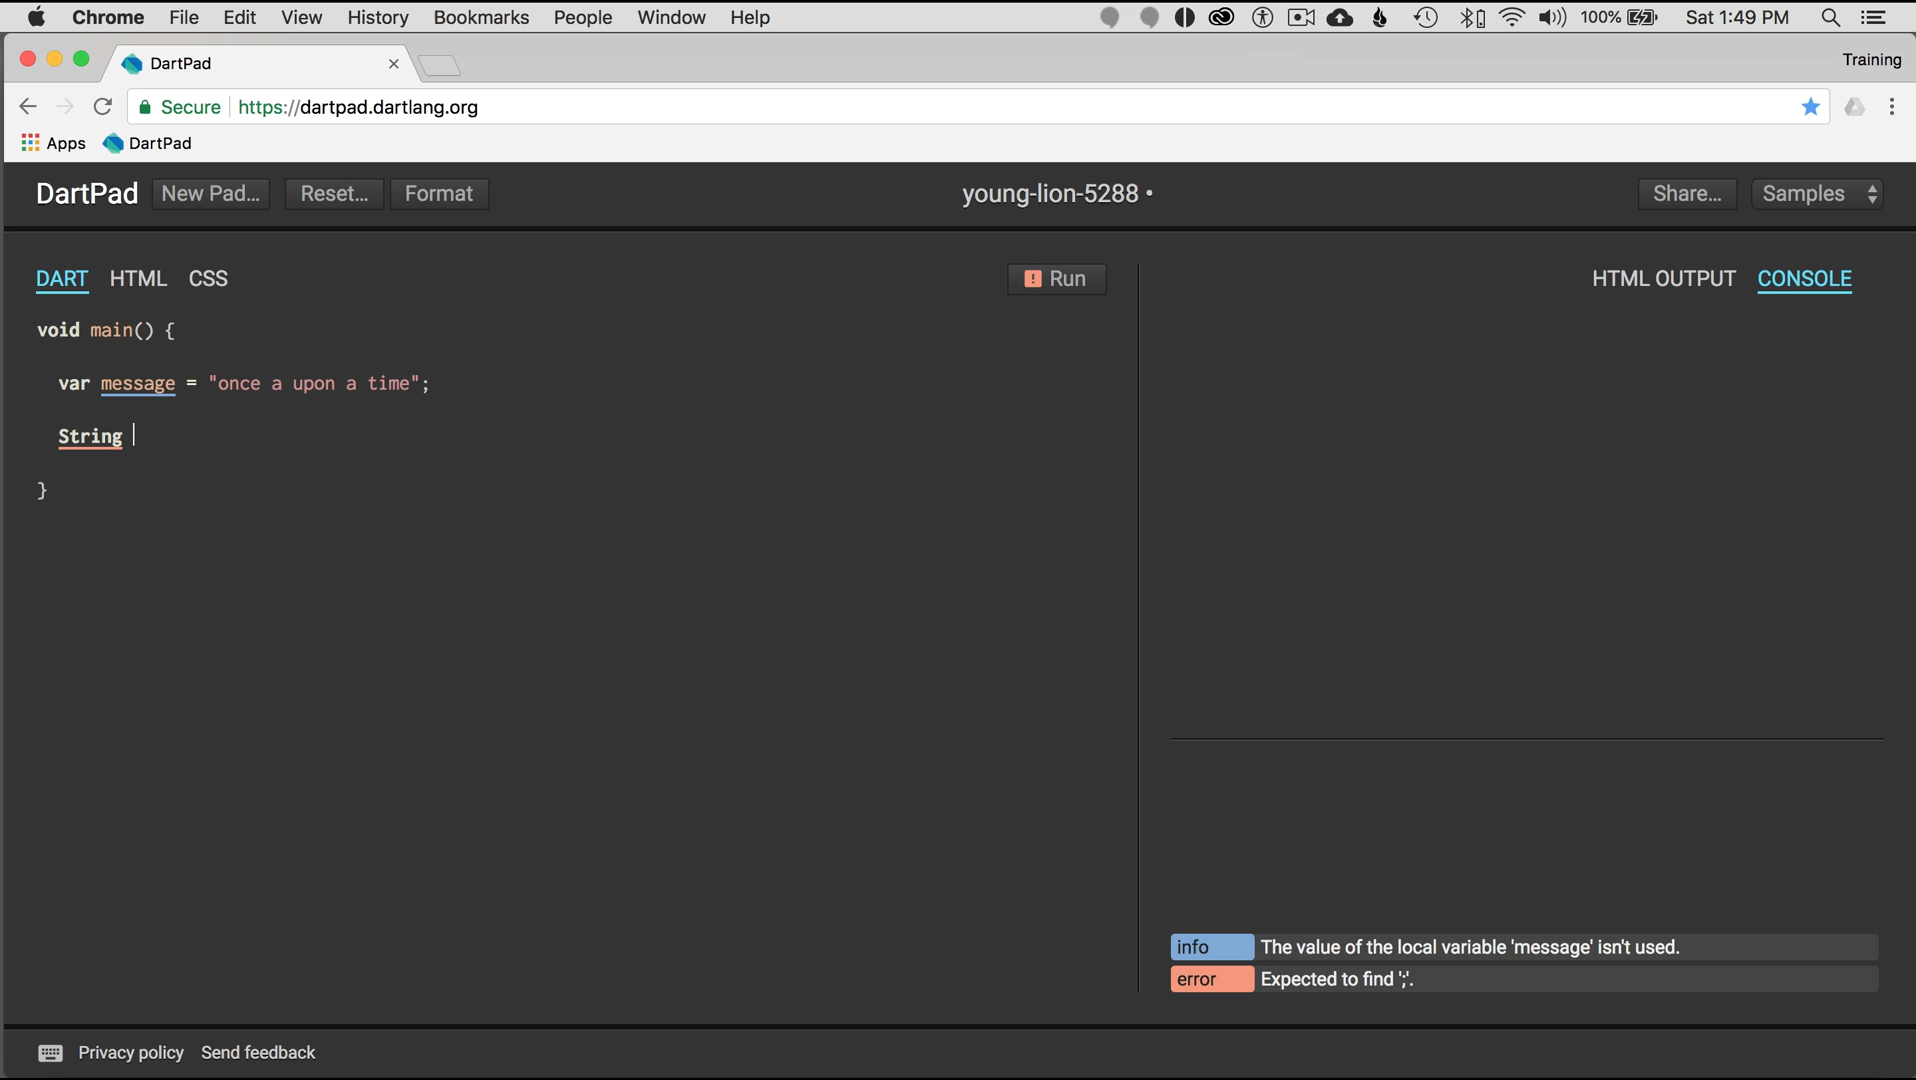 Chrome File Edit View History Bookmarks People Window Help 100% Sat 1:49 PM
DartPad Training
Secure https://dartpad.dartlang.org
Apps DartPad
DartPad New Pad... Reset... Format young-lion-5288 • Share... Samples
DART HTML CSS Run HTML OUTPUT CONSOLE
void main() {
var message = "once a upon a time";
String
}
info The value of the local variable 'message' isn't used.
error Expected to find ';'.
Privacy policy Send feedback